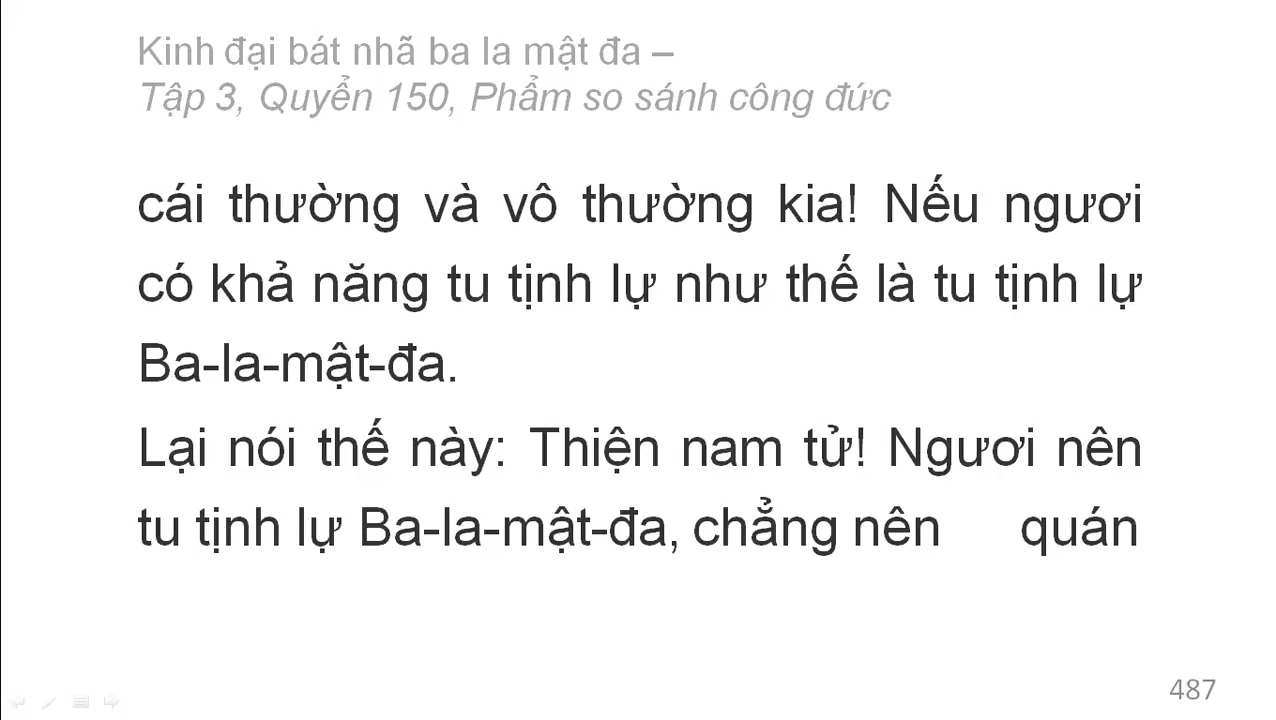 Kinh đại bát nhã ba la mật đa –
Tập 3, Quyển 150, Phẩm so sánh công đức
cái thường và vô thường kia! Nếu ngươi
có khả năng tu tịnh lự như thế là tu tịnh lự
Ba-la-mật-đa.
Lại nói thế này: Thiện nam tử! Ngươi nên
tu tịnh lự Ba-la-mật-đa, chẳng nên quán
487